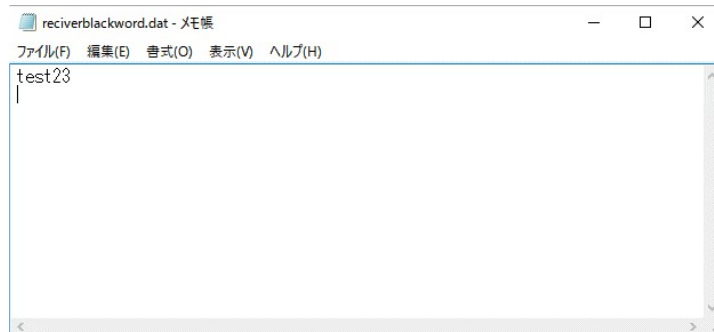 reciverblackword.dat - メモ帳
ファイル(F) 編集(E) 書式(O) 表示(V) ヘルプ(H)
test23